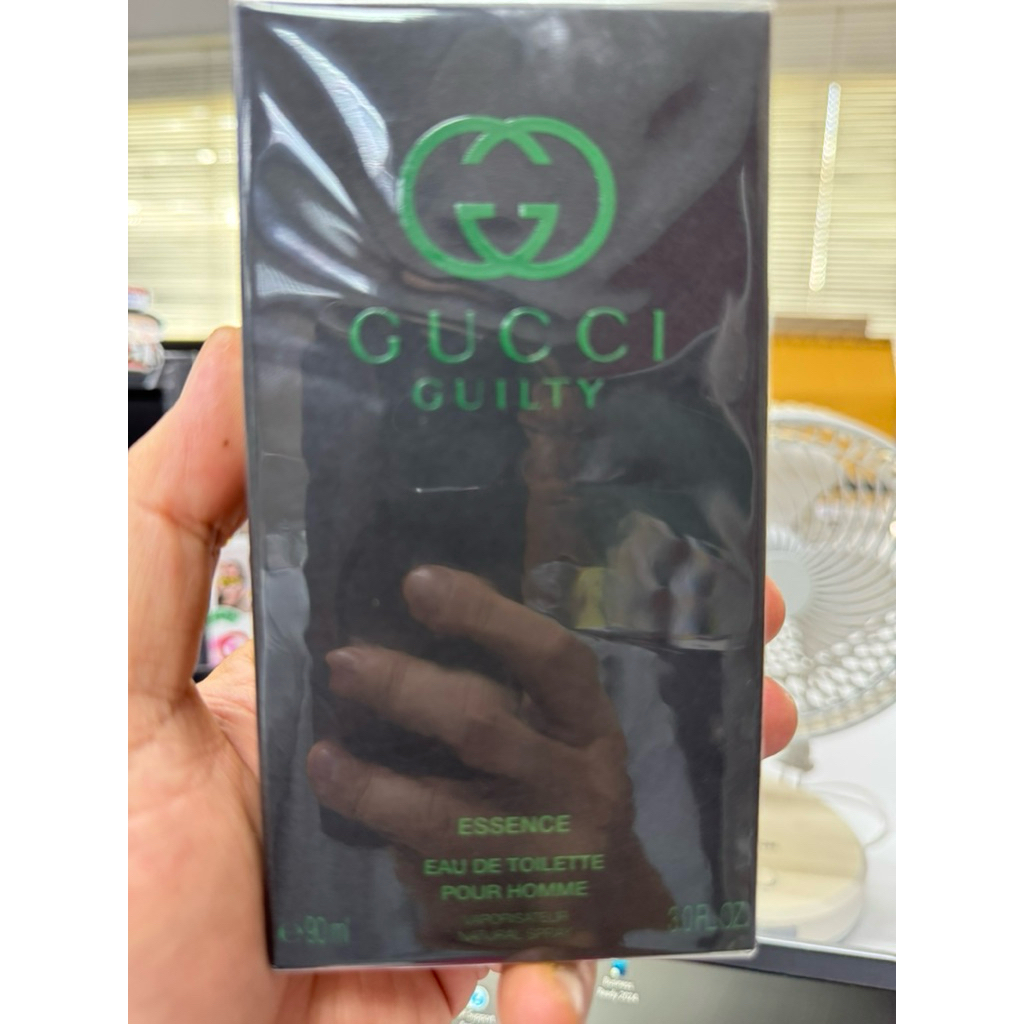 GUCCI
GUILTY
ESSENCE
EAU DE TOILETTE
POUR HOMME
VAPORISATEUR
NATURAL SPRAY
e 90 ml
3.0 FL. OZ